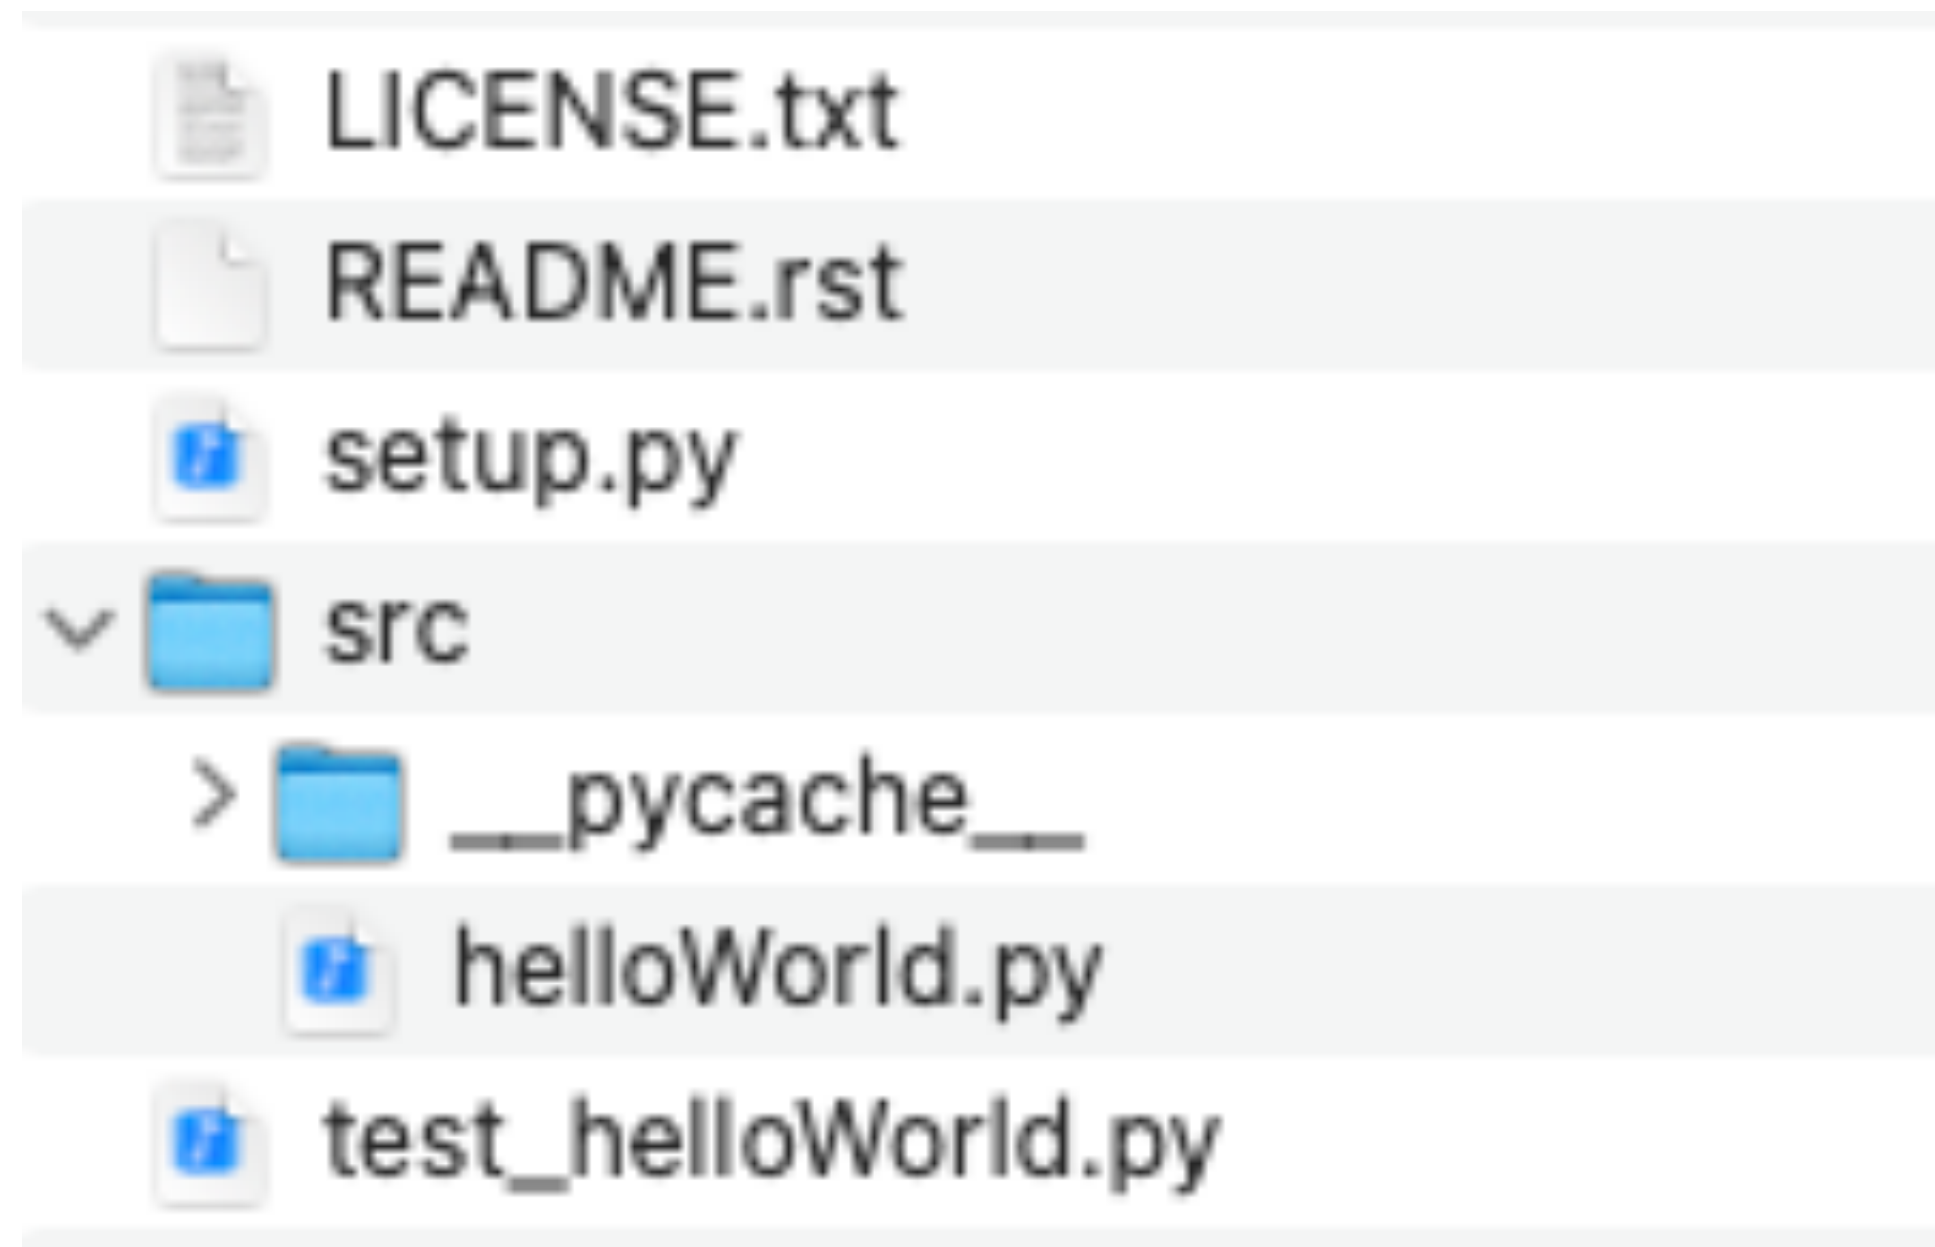 LICENSE.txt
README.rst
setup.py
src
__pycache__
helloWorld.py
test_helloWorld.py